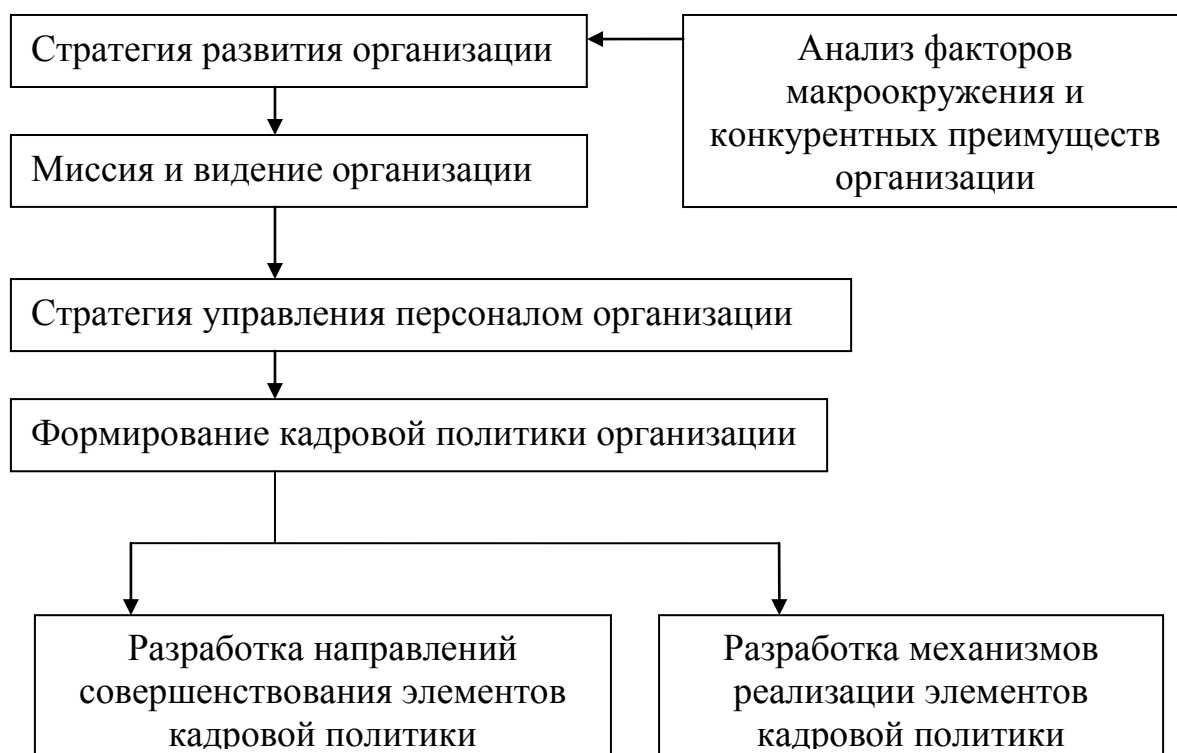 Стратегия развития организации
Анализ факторов
макроокружения и
конкурентных преимуществ
организации
Миссия и видение организации
Стратегия управления персоналом организации
Формирование кадровой политики организации
Разработка направлений
совершенствования элементов
кадровой политики
Разработка механизмов
реализации элементов
кадровой политики